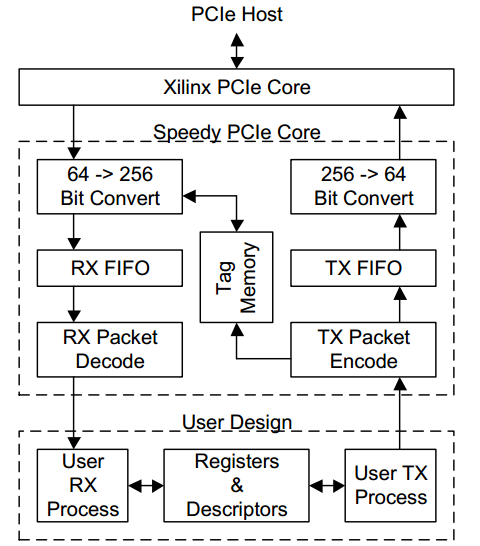 PCIe Host
Xilinx PCIe Core
Speedy PCIe Core
64 -> 256
Bit Convert
256 -> 64
Bit Convert
RX FIFO
Tag
Memory
TX FIFO
RX Packet
Decode
TX Packet
Encode
User Design
User
RX
Process
Registers
&
Descriptors
User TX
Process